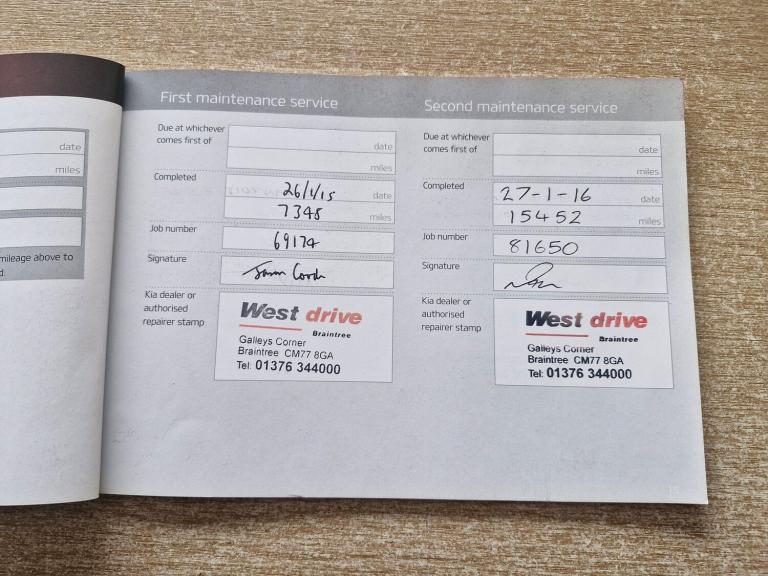 date
miles
mileage above to
d.
First maintenance service
Due at whichever
comes first of
date
miles
Completed
26/1/15 date
7348 miles
Job number
69174
Signature
Kia dealer or
authorised
repairer stamp
West drive
Braintree
Galleys Corner
Braintree CM77 8GA
Tel: 01376 344000
Second maintenance service
Due at whichever
comes first of
date
miles
Completed
27-1-16 date
15452 miles
Job number
81650
Signature
Kia dealer or
authorised
repairer stamp
West drive
Braintree
Galleys Corner
Braintree CM77 8GA
Tel: 01376 344000